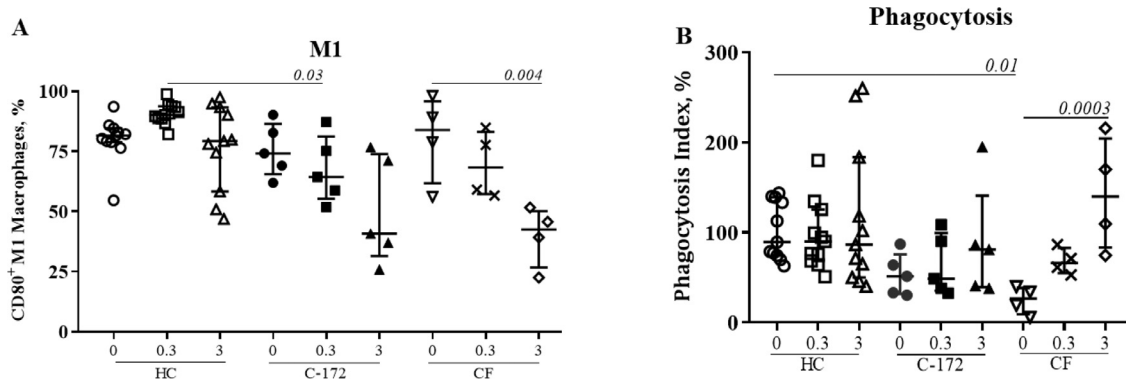 A
M1
0.03
0.004
CD80+ M1 Macrophages, %
100
75
50
25
0
0 0.3 3 0 0.3 3 0 0.3 3
HC C-172 CF
Phagocytosis
B
0.01
0.0003
Phagocytosis Index, %
300
200
100
0
0 0.3 3 0 0.3 3 0 0.3 3
HC C-172 CF